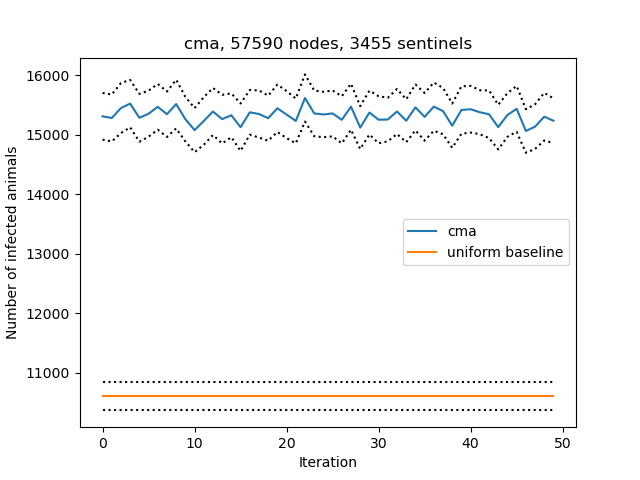 cma, 57590 nodes, 3455 sentinels
Number of infected animals
16000
15000
14000
13000
12000
11000
cma
uniform baseline
0 10 20 30 40 50
Iteration